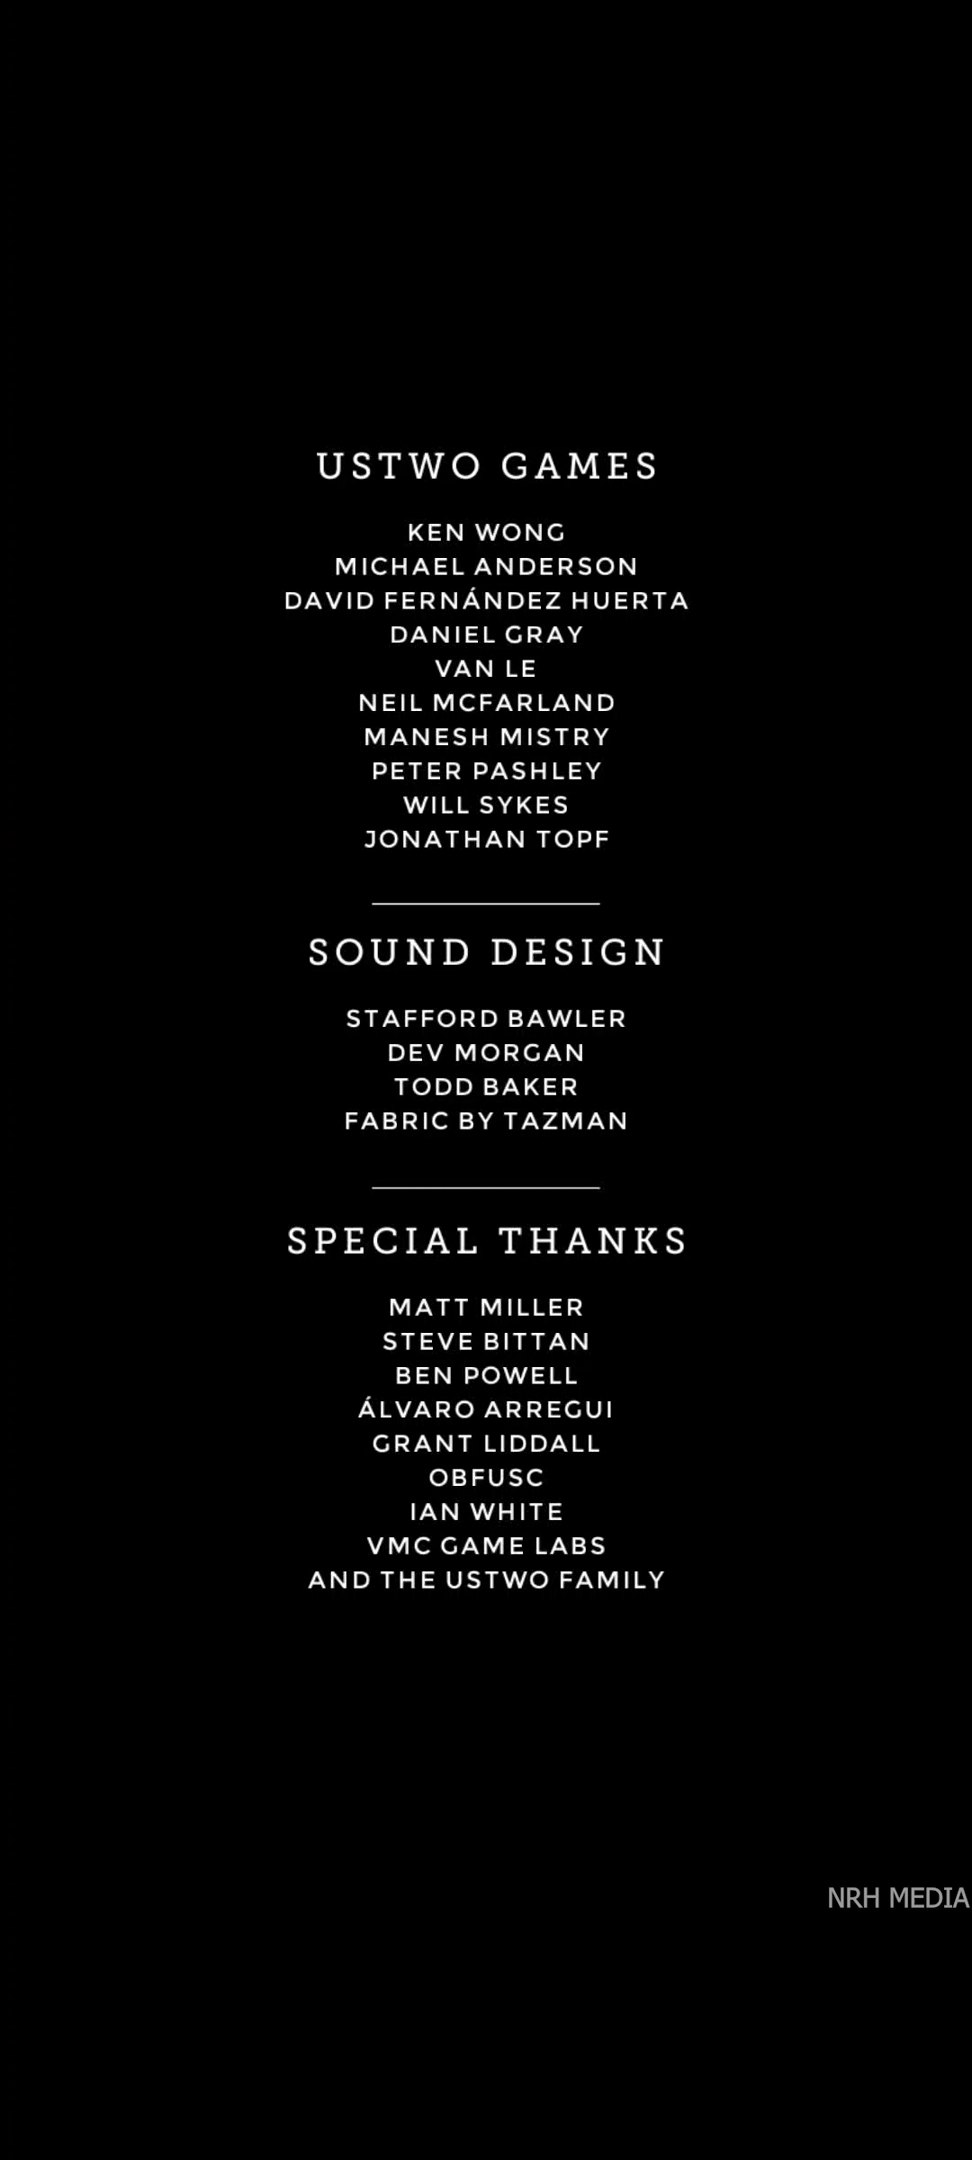 USTWO GAMES
KEN WONG
MICHAEL ANDERSON
DAVID FERNÁNDEZ HUERTA
DANIEL GRAY
VAN LE
NEIL MCFARLAND
MANESH MISTRY
PETER PASHLEY
WILL SYKES
JONATHAN TOPF
SOUND DESIGN
STAFFORD BAWLER
DEV MORGAN
TODD BAKER
FABRIC BY TAZMAN
SPECIAL THANKS
MATT MILLER
STEVE BITTAN
BEN POWELL
ÁLVARO ARREGUI
GRANT LIDDALL
OBFUSC
IAN WHITE
VMC GAME LABS
AND THE USTWO FAMILY
NRH MEDIA